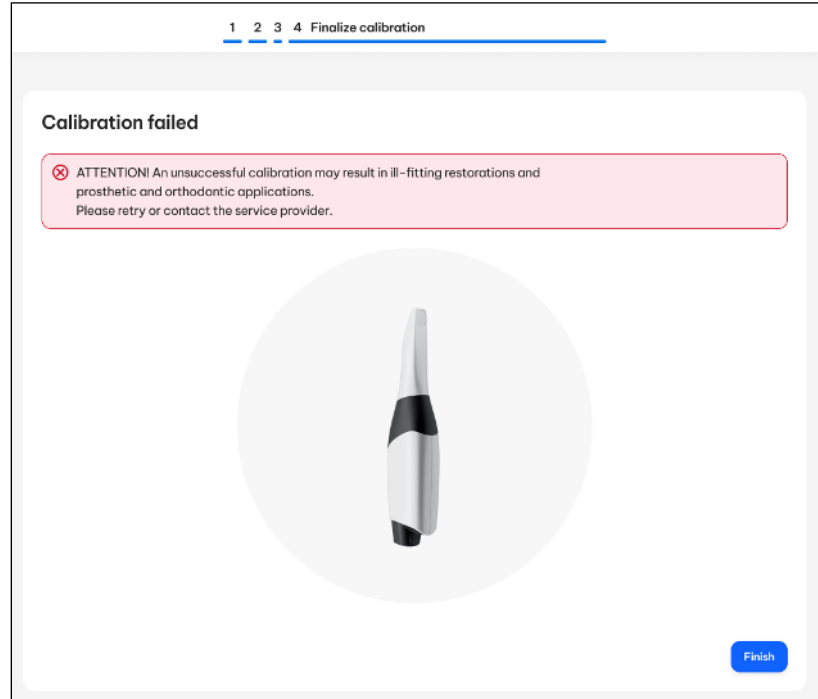 1 2 3 4 Finalize calibration
Calibration failed
ATTENTION! An unsuccessful calibration may result in ill-fitting restorations and
prosthetic and orthodontic applications.
Please retry or contact the service provider.
Finish